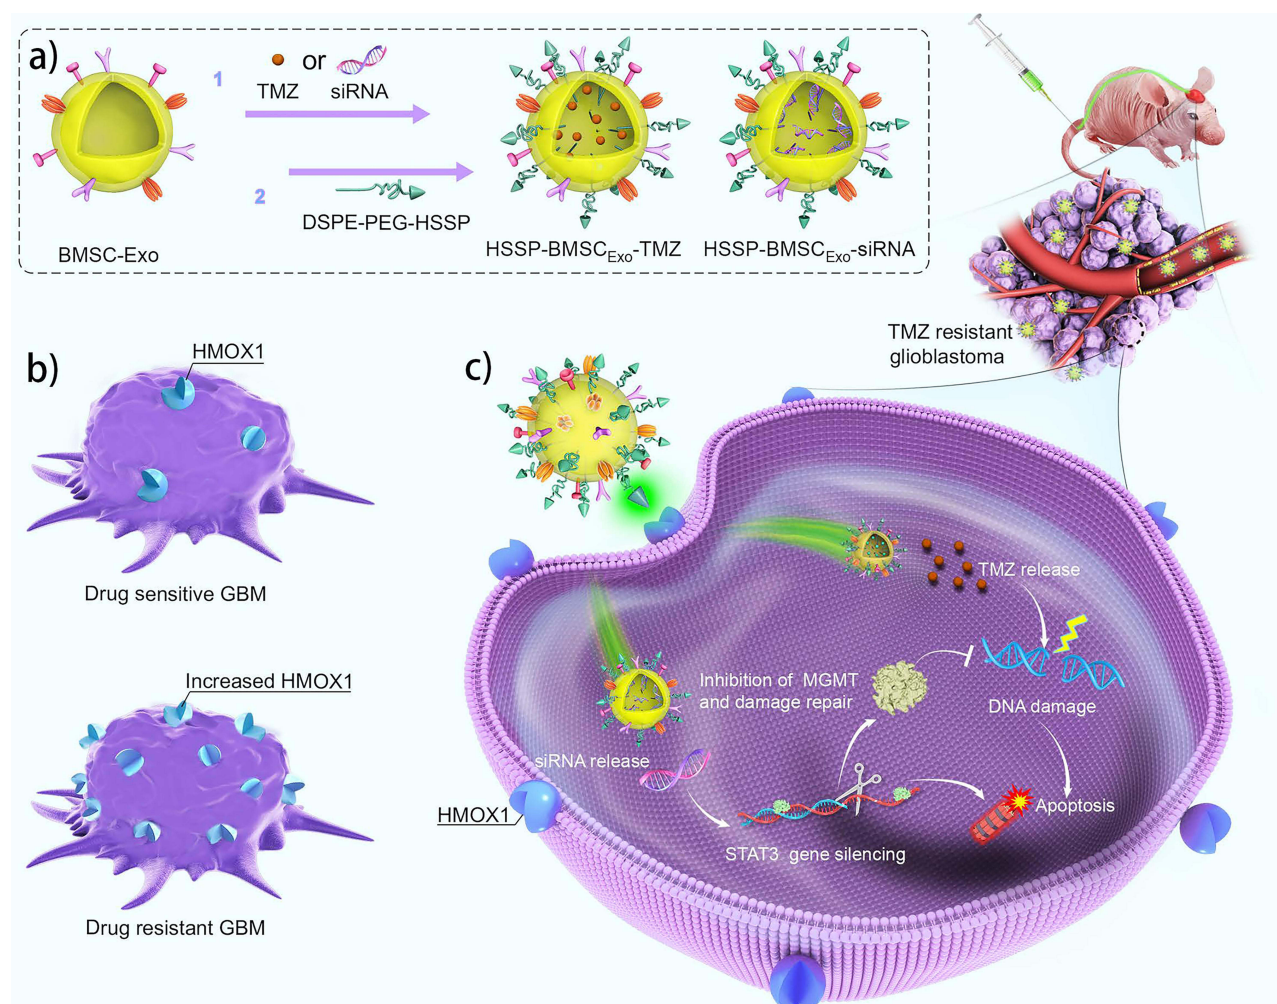 a)
1
TMZ or siRNA
2
DSPE-PEG-HSSP
BMSC-Exo
HSSP-BMSCExo-TMZ
HSSP-BMSCExo-siRNA
TMZ resistant
glioblastoma
b)
HMOX1
Drug sensitive GBM
Increased HMOX1
Drug resistant GBM
c)
TMZ release
Inhibition of MGMT
and damage repair
DNA damage
siRNA release
HMOX1
Apoptosis
STAT3 gene silencing